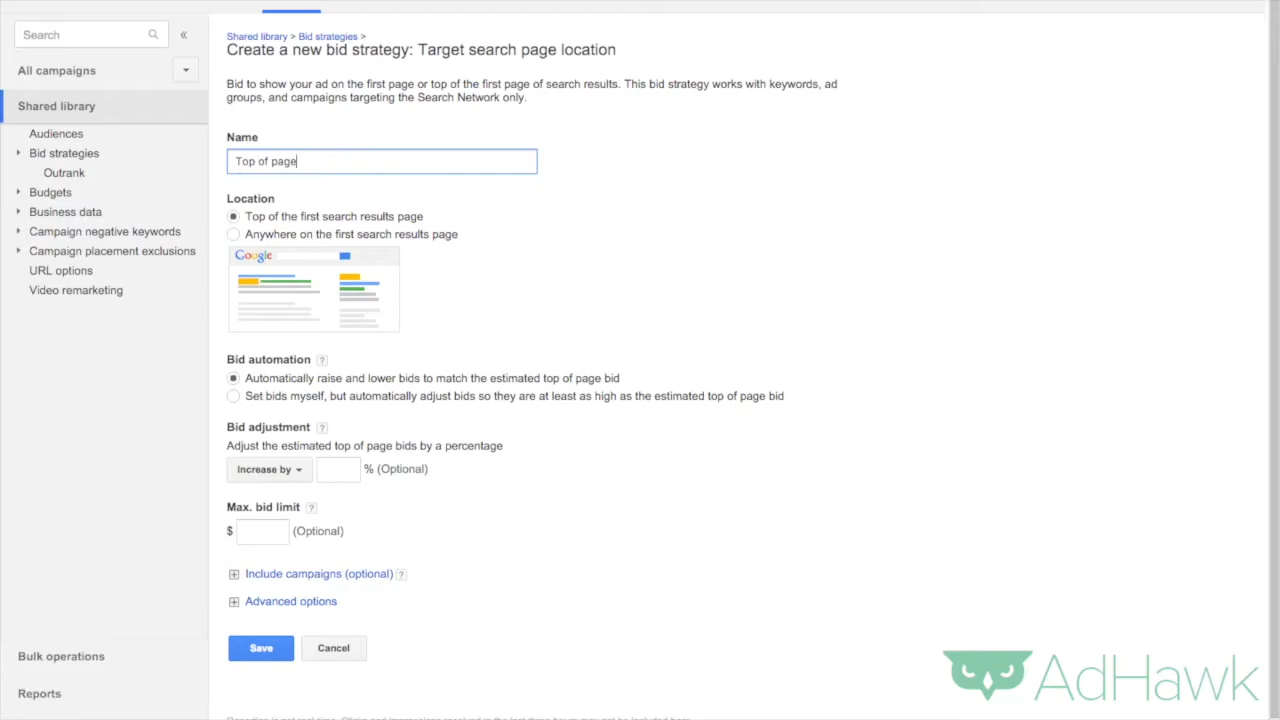 Search
«
All campaigns
Shared library
Audiences
Bid strategies
Outrank
Budgets
Business data
Campaign negative keywords
Campaign placement exclusions
URL options
Video remarketing
Bulk operations
Reports
Shared library > Bid strategies >
Create a new bid strategy: Target search page location
Bid to show your ad on the first page or top of the first page of search results. This bid strategy works with keywords, ad
groups, and campaigns targeting the Search Network only.
Name
Top of page
Location
Top of the first search results page
Anywhere on the first search results page
Google
Bid automation ?
Automatically raise and lower bids to match the estimated top of page bid
Set bids myself, but automatically adjust bids so they are at least as high as the estimated top of page bid
Bid adjustment ?
Adjust the estimated top of page bids by a percentage
Increase by % (Optional)
Max. bid limit ?
$ (Optional)
Include campaigns (optional) ?
Advanced options
Save Cancel
AdHawk